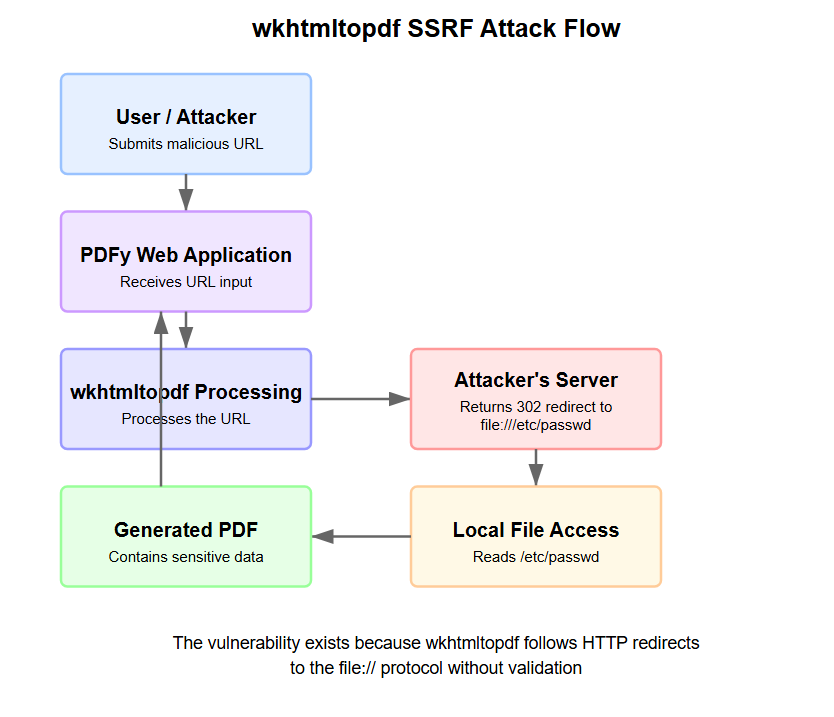 wkhtmltopdf SSRF Attack Flow
User / Attacker
Submits malicious URL
PDFy Web Application
Receives URL input
wkhtmltopdf Processing
Processes the URL
Attacker's Server
Returns 302 redirect to
file:///etc/passwd
Generated PDF
Contains sensitive data
Local File Access
Reads /etc/passwd
The vulnerability exists because wkhtmltopdf follows HTTP redirects
to the file:// protocol without validation